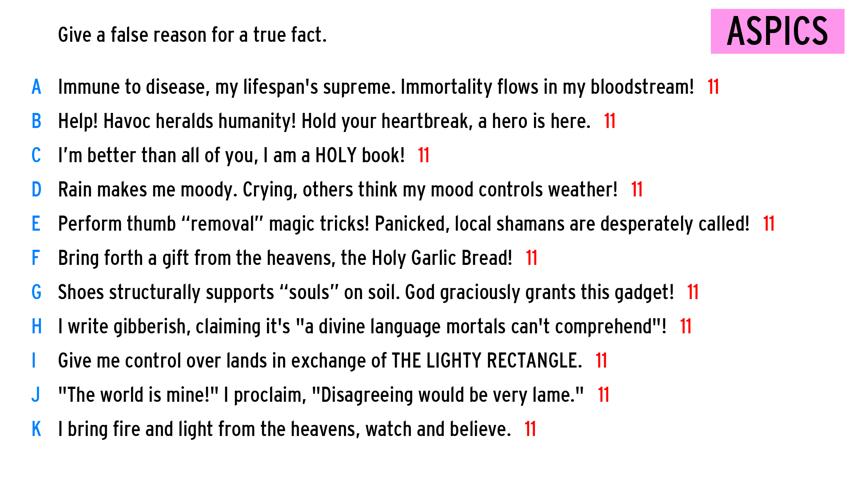 Give a false reason for a true fact.
ASPICS
A Immune to disease, my lifespan's supreme. Immortality flows in my bloodstream! 11
B Help! Havoc heralds humanity! Hold your heartbreak, a hero is here. 11
C I'm better than all of you, I am a HOLY book! 11
D Rain makes me moody. Crying, others think my mood controls weather! 11
E Perform thumb “removal” magic tricks! Panicked, local shamans are desperately called! 11
F Bring forth a gift from the heavens, the Holy Garlic Bread! 11
G Shoes structurally supports “souls” on soil. God graciously grants this gadget! 11
H I write gibberish, claiming it's "a divine language mortals can't comprehend"! 11
I Give me control over lands in exchange of THE LIGHTY RECTANGLE. 11
J "The world is mine!" I proclaim, "Disagreeing would be very lame." 11
K I bring fire and light from the heavens, watch and believe. 11